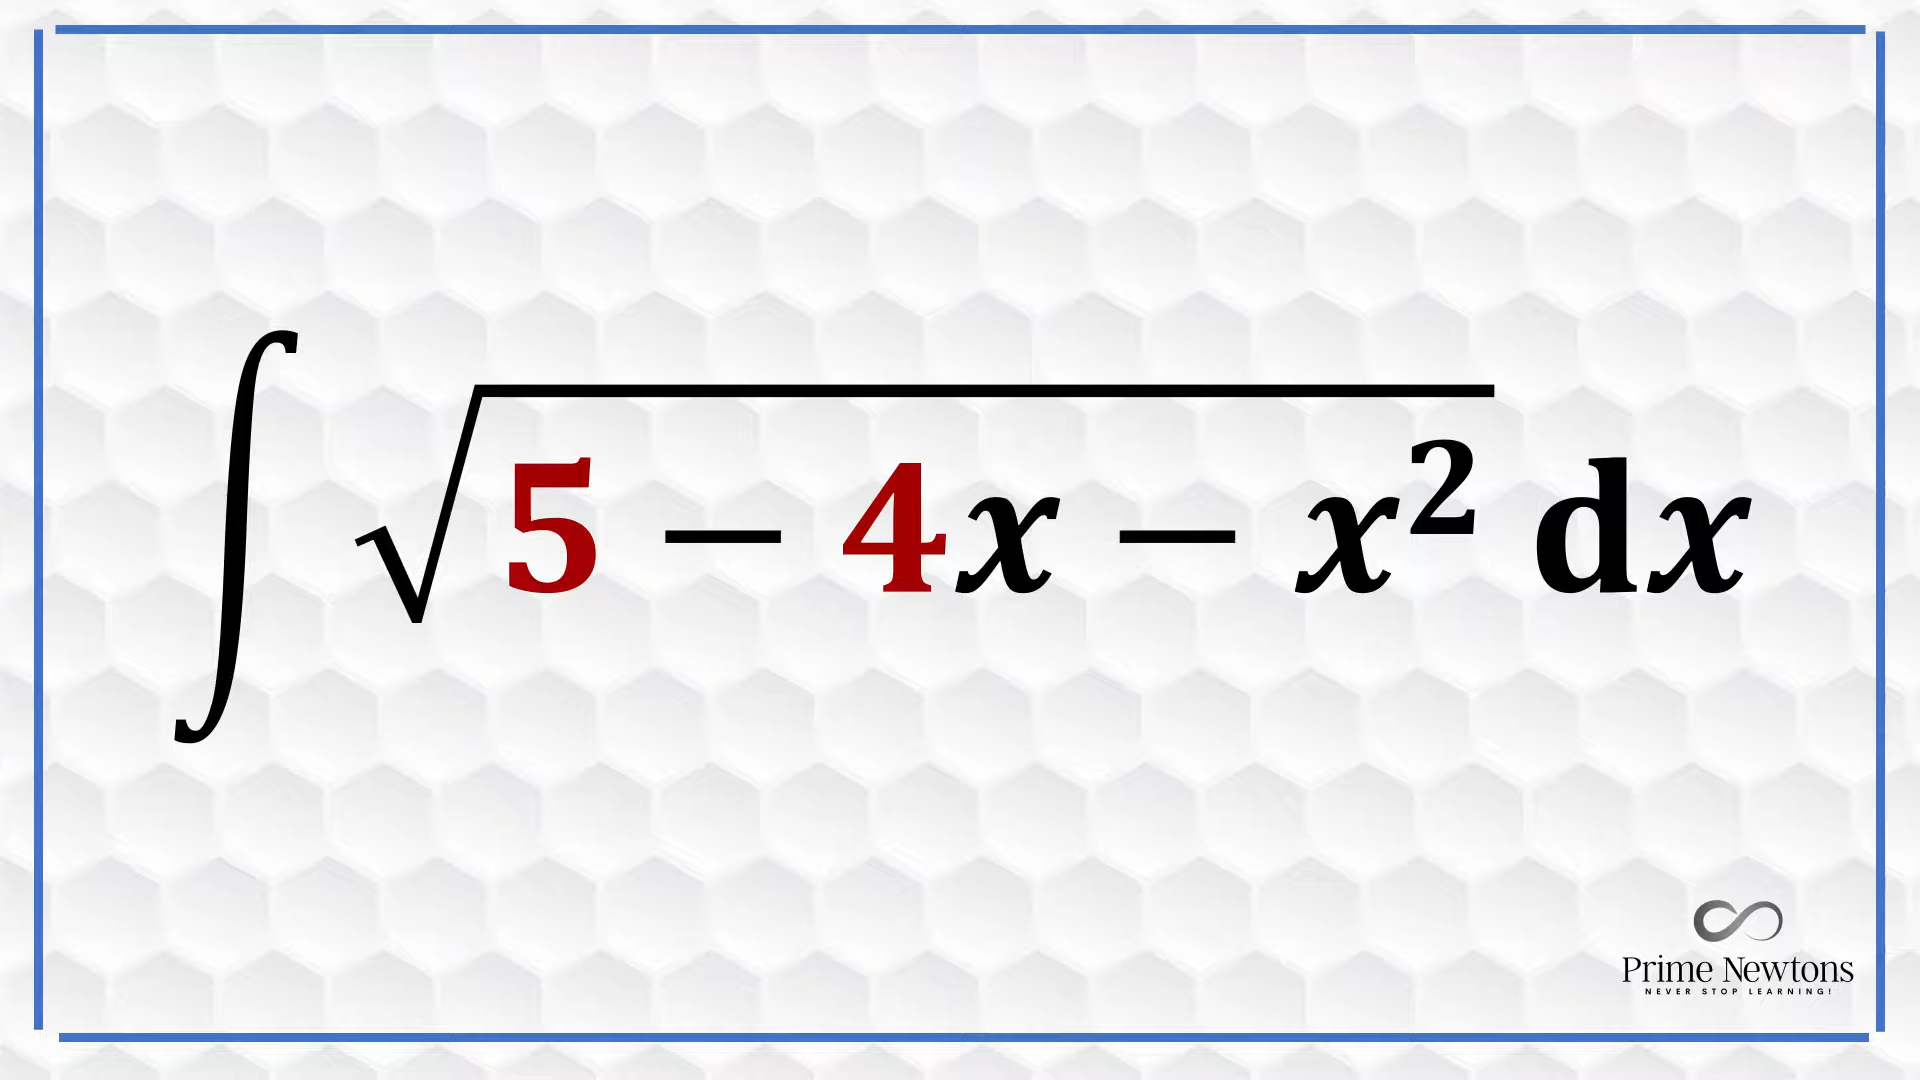 ∫ √(5 − 4x − x²) dx
Prime Newtons
NEVER STOP LEARNING!